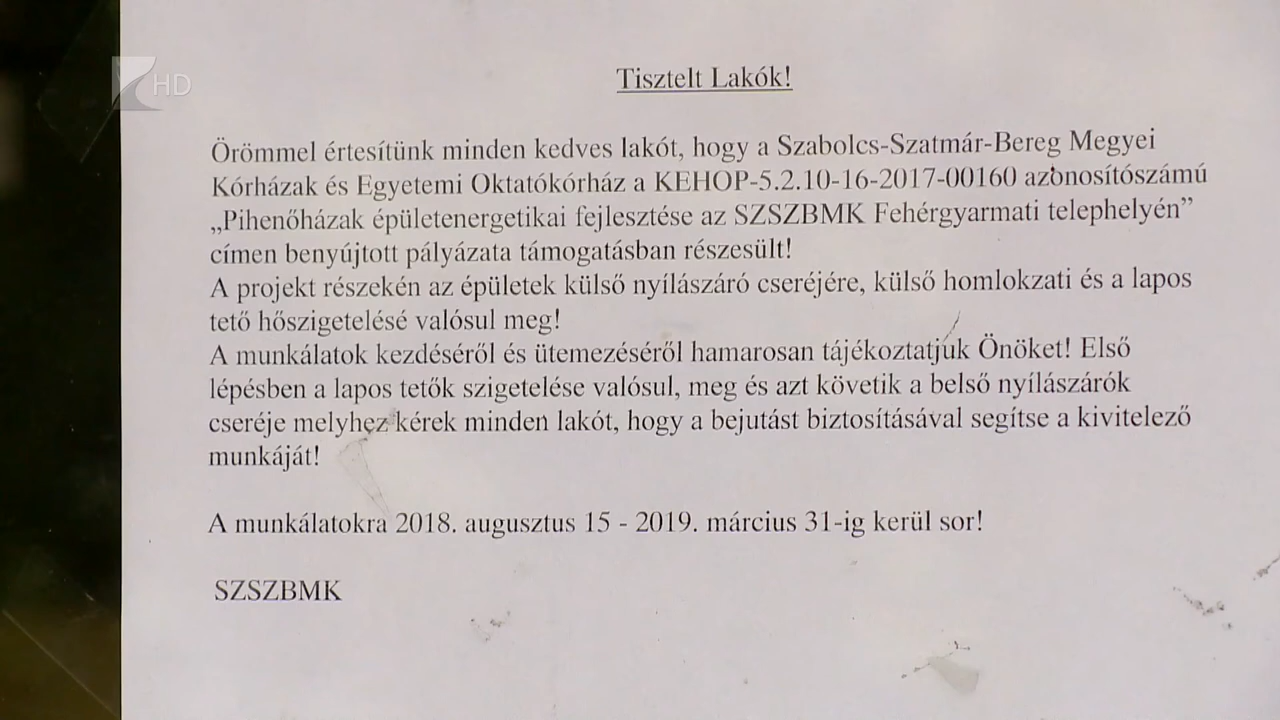 HD
Tisztelt Lakók!
Örömmel értesítünk minden kedves lakót, hogy a Szabolcs-Szatmár-Bereg Megyei
Kórházak és Egyetemi Oktatókórház a KEHOP-5.2.10-16-2017-00160 azonosítószámú
„Pihenőházak épületenergetikai fejlesztése az SZSZBMK Fehérgyarmati telephelyén”
címen benyújtott pályázata támogatásban részesült!
A projekt részekén az épületek külső nyílászáró cseréjére, külső homlokzati és a lapos
tető hőszigetelésé valósul meg!
A munkálatok kezdéséről és ütemezéséről hamarosan tájékoztatjuk Önöket! Első
lépésben a lapos tetők szigetelése valósul, meg és azt követik a belső nyílászárók
cseréje melyhez kérek minden lakót, hogy a bejutást biztosításával segítse a kivitelező
munkáját!
A munkálatokra 2018. augusztus 15 - 2019. március 31-ig kerül sor!
SZSZBMK